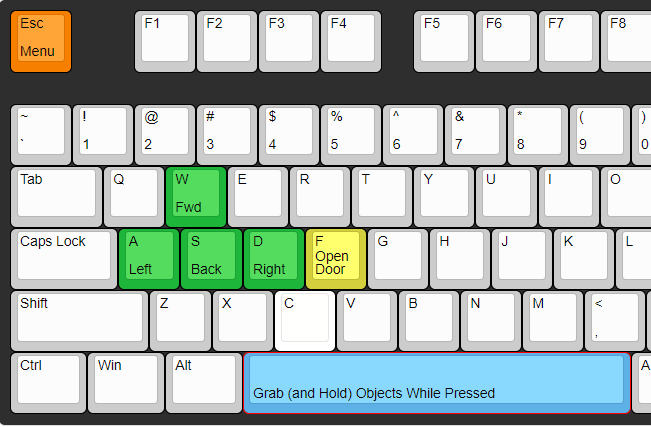 Esc F1 F2 F3 F4 F5 F6 F7 F8
Menu
~ ! @ # $ % ^ & * ( )
` 1 2 3 4 5 6 7 8 9 0
Tab Q W E R T Y U I O
Fwd
Caps Lock A S D F G H J K L
Open
Left Back Right Door
Shift Z X C V B N M <
,
Ctrl Win Alt A
Grab (and Hold) Objects While Pressed